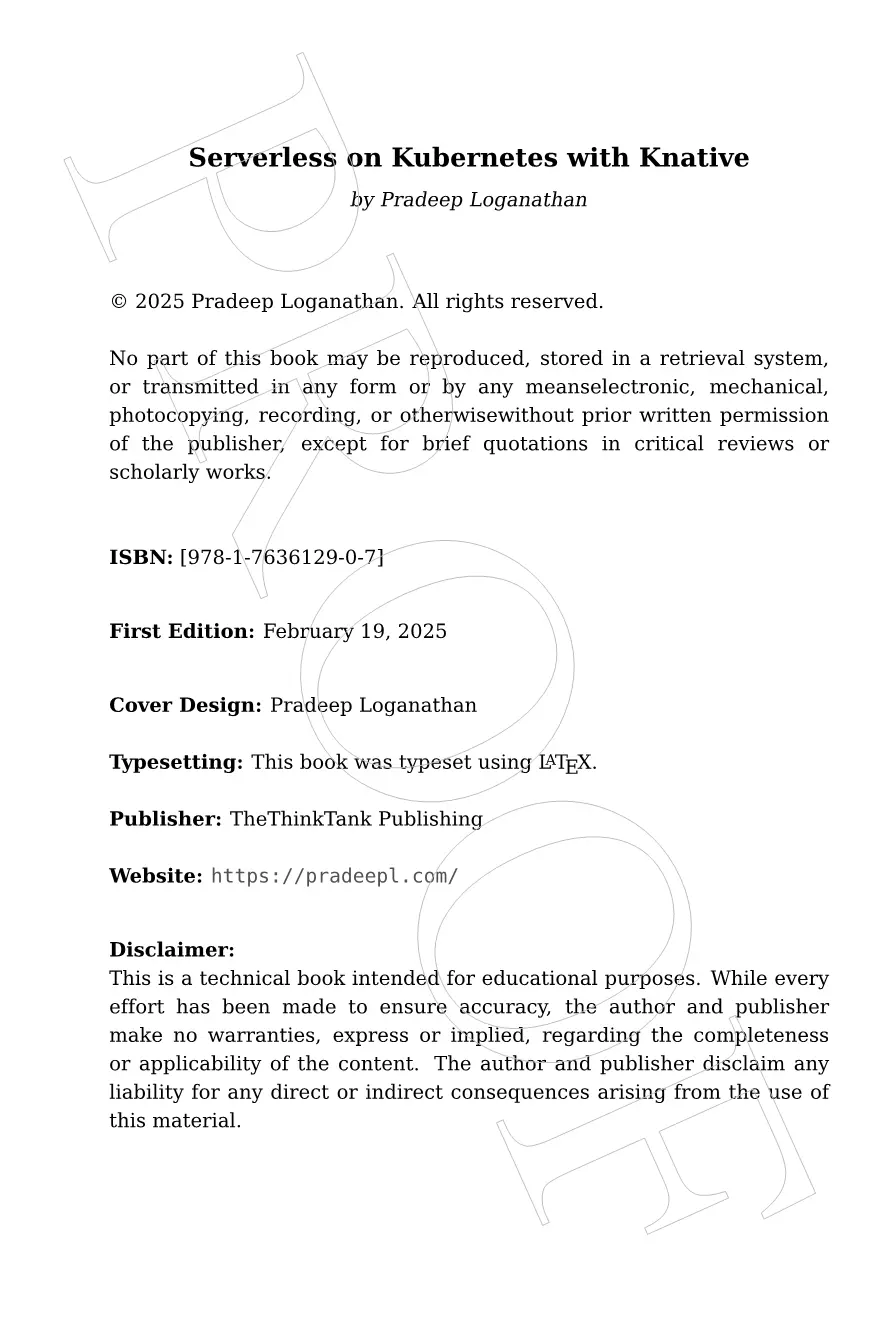 Serverless on Kubernetes with Knative
by Pradeep Loganathan
© 2025 Pradeep Loganathan. All rights reserved.
No part of this book may be reproduced, stored in a retrieval system,
or transmitted in any form or by any meanselectronic, mechanical,
photocopying, recording, or otherwisewithout prior written permission
of the publisher, except for brief quotations in critical reviews or
scholarly works.
ISBN: [978-1-7636129-0-7]
First Edition: February 19, 2025
Cover Design: Pradeep Loganathan
Typesetting: This book was typeset using LATEX.
Publisher: TheThinkTank Publishing
Website: https://pradeepl.com/
Disclaimer:
This is a technical book intended for educational purposes. While every
effort has been made to ensure accuracy, the author and publisher
make no warranties, express or implied, regarding the completeness
or applicability of the content. The author and publisher disclaim any
liability for any direct or indirect consequences arising from the use of
this material.
PROOF